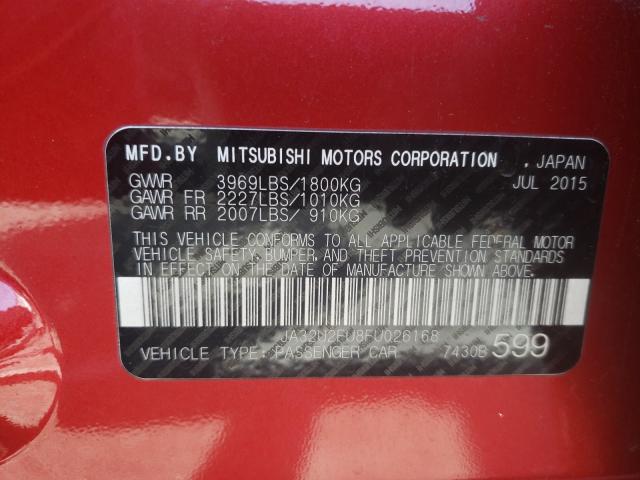 MFD.BY MITSUBISHI MOTORS CORPORATION , JAPAN
GVWR 3969LBS/1800KG JUL 2015
GAWR FR 2227LBS/1010KG
GAWR RR 2007LBS/ 910KG
THIS VEHICLE CONFORMS TO ALL APPLICABLE FEDERAL MOTOR
VEHICLE SAFETY, BUMPER, AND THEFT PREVENTION STANDARDS
IN EFFECT ON THE DATE OF MANUFACTURE SHOWN ABOVE.
JA32U2FU8FU026168
VEHICLE TYPE: PASSENGER CAR 7430B 599